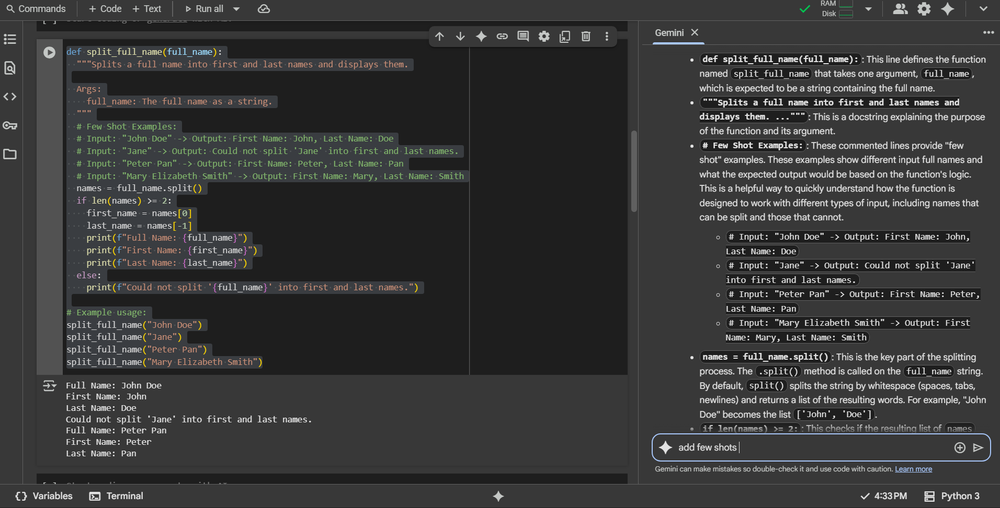 Commands
+ Code
+ Text
Run all
RAM
Disk
def split_full_name(full_name):
"""Splits a full name into first and last names and displays them.
Args:
full_name: The full name as a string.
"""
# Few Shot Examples:
# Input: "John Doe" -> Output: First Name: John, Last Name: Doe
# Input: "Jane" -> Output: Could not split 'Jane' into first and last names.
# Input: "Peter Pan" -> Output: First Name: Peter, Last Name: Pan
# Input: "Mary Elizabeth Smith" -> Output: First Name: Mary, Last Name: Smith
names = full_name.split()
if len(names) >= 2:
first_name = names[0]
last_name = names[-1]
print(f"Full Name: {full_name}")
print(f"First Name: {first_name}")
print(f"Last Name: {last_name}")
else:
print(f"Could not split '{full_name}' into first and last names.")
# Example usage:
split_full_name("John Doe")
split_full_name("Jane")
split_full_name("Peter Pan")
split_full_name("Mary Elizabeth Smith")
Full Name: John Doe
First Name: John
Last Name: Doe
Could not split 'Jane' into first and last names.
Full Name: Peter Pan
First Name: Peter
Last Name: Pan
Gemini
• def split_full_name(full_name): : This line defines the function
named split_full_name that takes one argument, full_name ,
which is expected to be a string containing the full name.
• """Splits a full name into first and last names and
displays them. ...""" : This is a docstring explaining the purpose
of the function and its argument.
• # Few Shot Examples: : These commented lines provide "few
shot" examples. These examples show different input full names and
what the expected output would be based on the function's logic.
This is a helpful way to quickly understand how the function is
designed to work with different types of input, including names that
can be split and those that cannot.
◦ # Input: "John Doe" -> Output: First Name: John,
Last Name: Doe
◦ # Input: "Jane" -> Output: Could not split 'Jane'
into first and last names.
◦ # Input: "Peter Pan" -> Output: First Name: Peter,
Last Name: Pan
◦ # Input: "Mary Elizabeth Smith" -> Output: First
Name: Mary, Last Name: Smith
• names = full_name.split() : This is the key part of the splitting
process. The .split() method is called on the full_name string.
By default, split() splits the string by whitespace (spaces, tabs,
newlines) and returns a list of the resulting words. For example, "John
Doe" becomes the list ['John', 'Doe'] .
• if len(names) >= 2: : This checks if the resulting list of names
add few shots
Gemini can make mistakes so double-check it and use code with caution. Learn more
Variables
Terminal
4:33 PM
Python 3